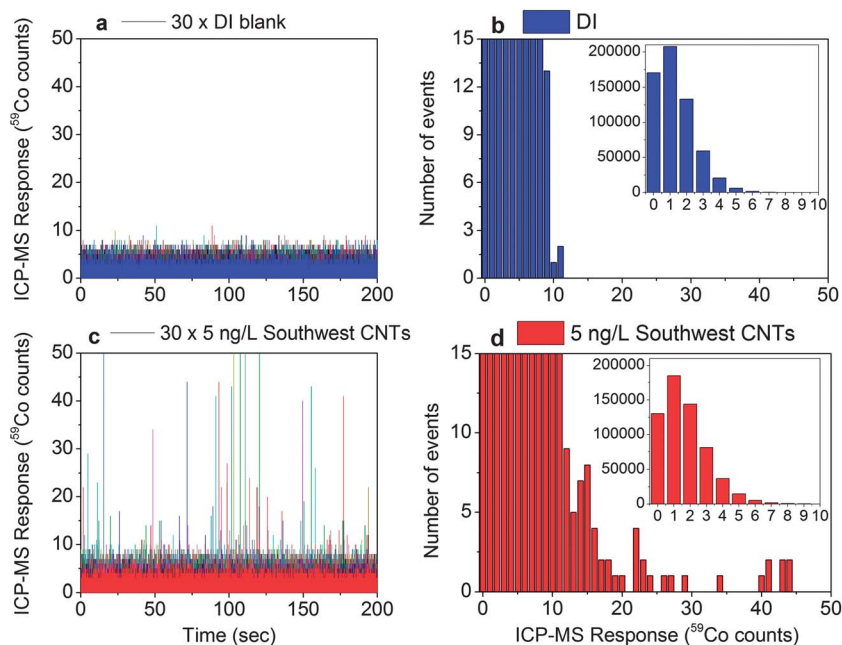 a — 30 x DI blank
ICP-MS Response (⁵⁹Co counts)
50
40
30
20
10
0
0 50 100 150 200
b DI
Number of events
15
12
9
6
3
0
0 10 20 30 40 50
200000
150000
100000
50000
0
0 1 2 3 4 5 6 7 8 9 10
c — 30 x 5 ng/L Southwest CNTs
ICP-MS Response (⁵⁹Co counts)
50
40
30
20
10
0
0 50 100 150 200
Time (sec)
d 5 ng/L Southwest CNTs
Number of events
15
10
5
0
0 10 20 30 40 50
ICP-MS Response (⁵⁹Co counts)
200000
150000
100000
50000
0
0 1 2 3 4 5 6 7 8 9 10